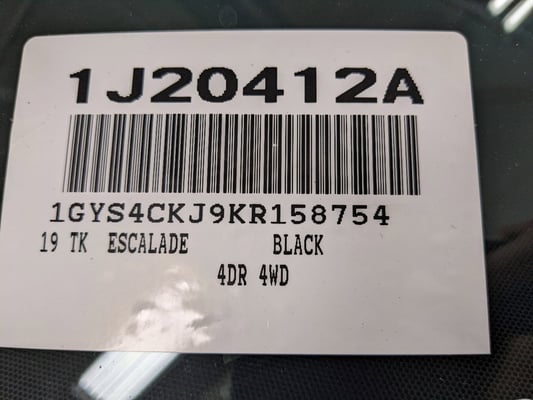 1J20412A
1GYS4CKJ9KR158754
19 TK ESCALADE BLACK
4DR 4WD